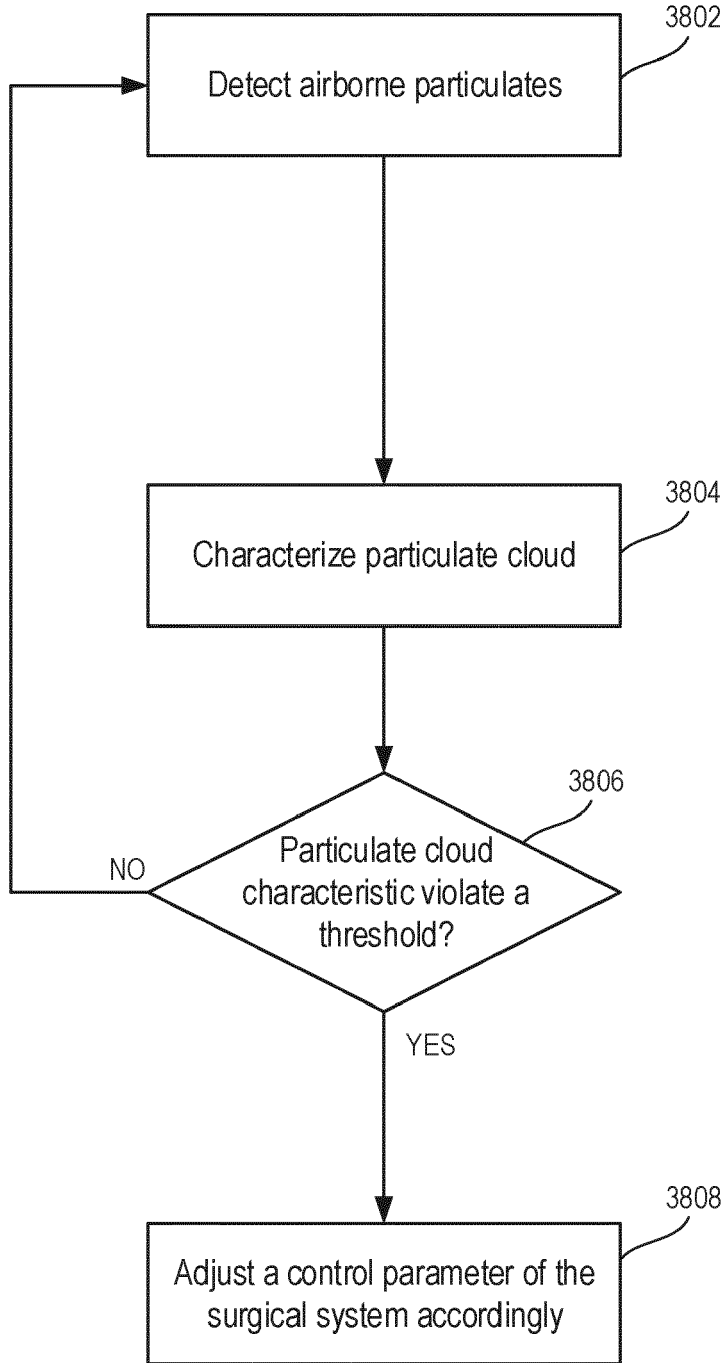 3802
Detect airborne particulates
3804
Characterize particulate cloud
3806
Particulate cloud
characteristic violate a
threshold?
NO
YES
3808
Adjust a control parameter of the
surgical system accordingly